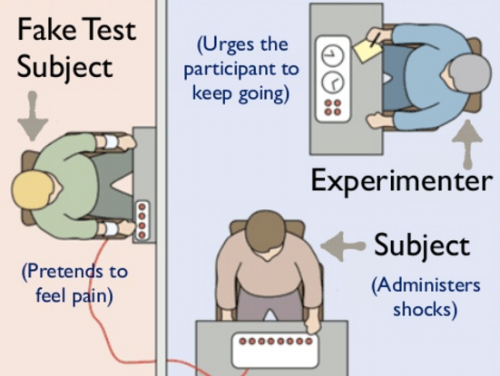 Fake Test
Subject
(Urges the
participant to
keep going)
Experimenter
Subject
(Pretends to
feel pain)
(Administers
shocks)